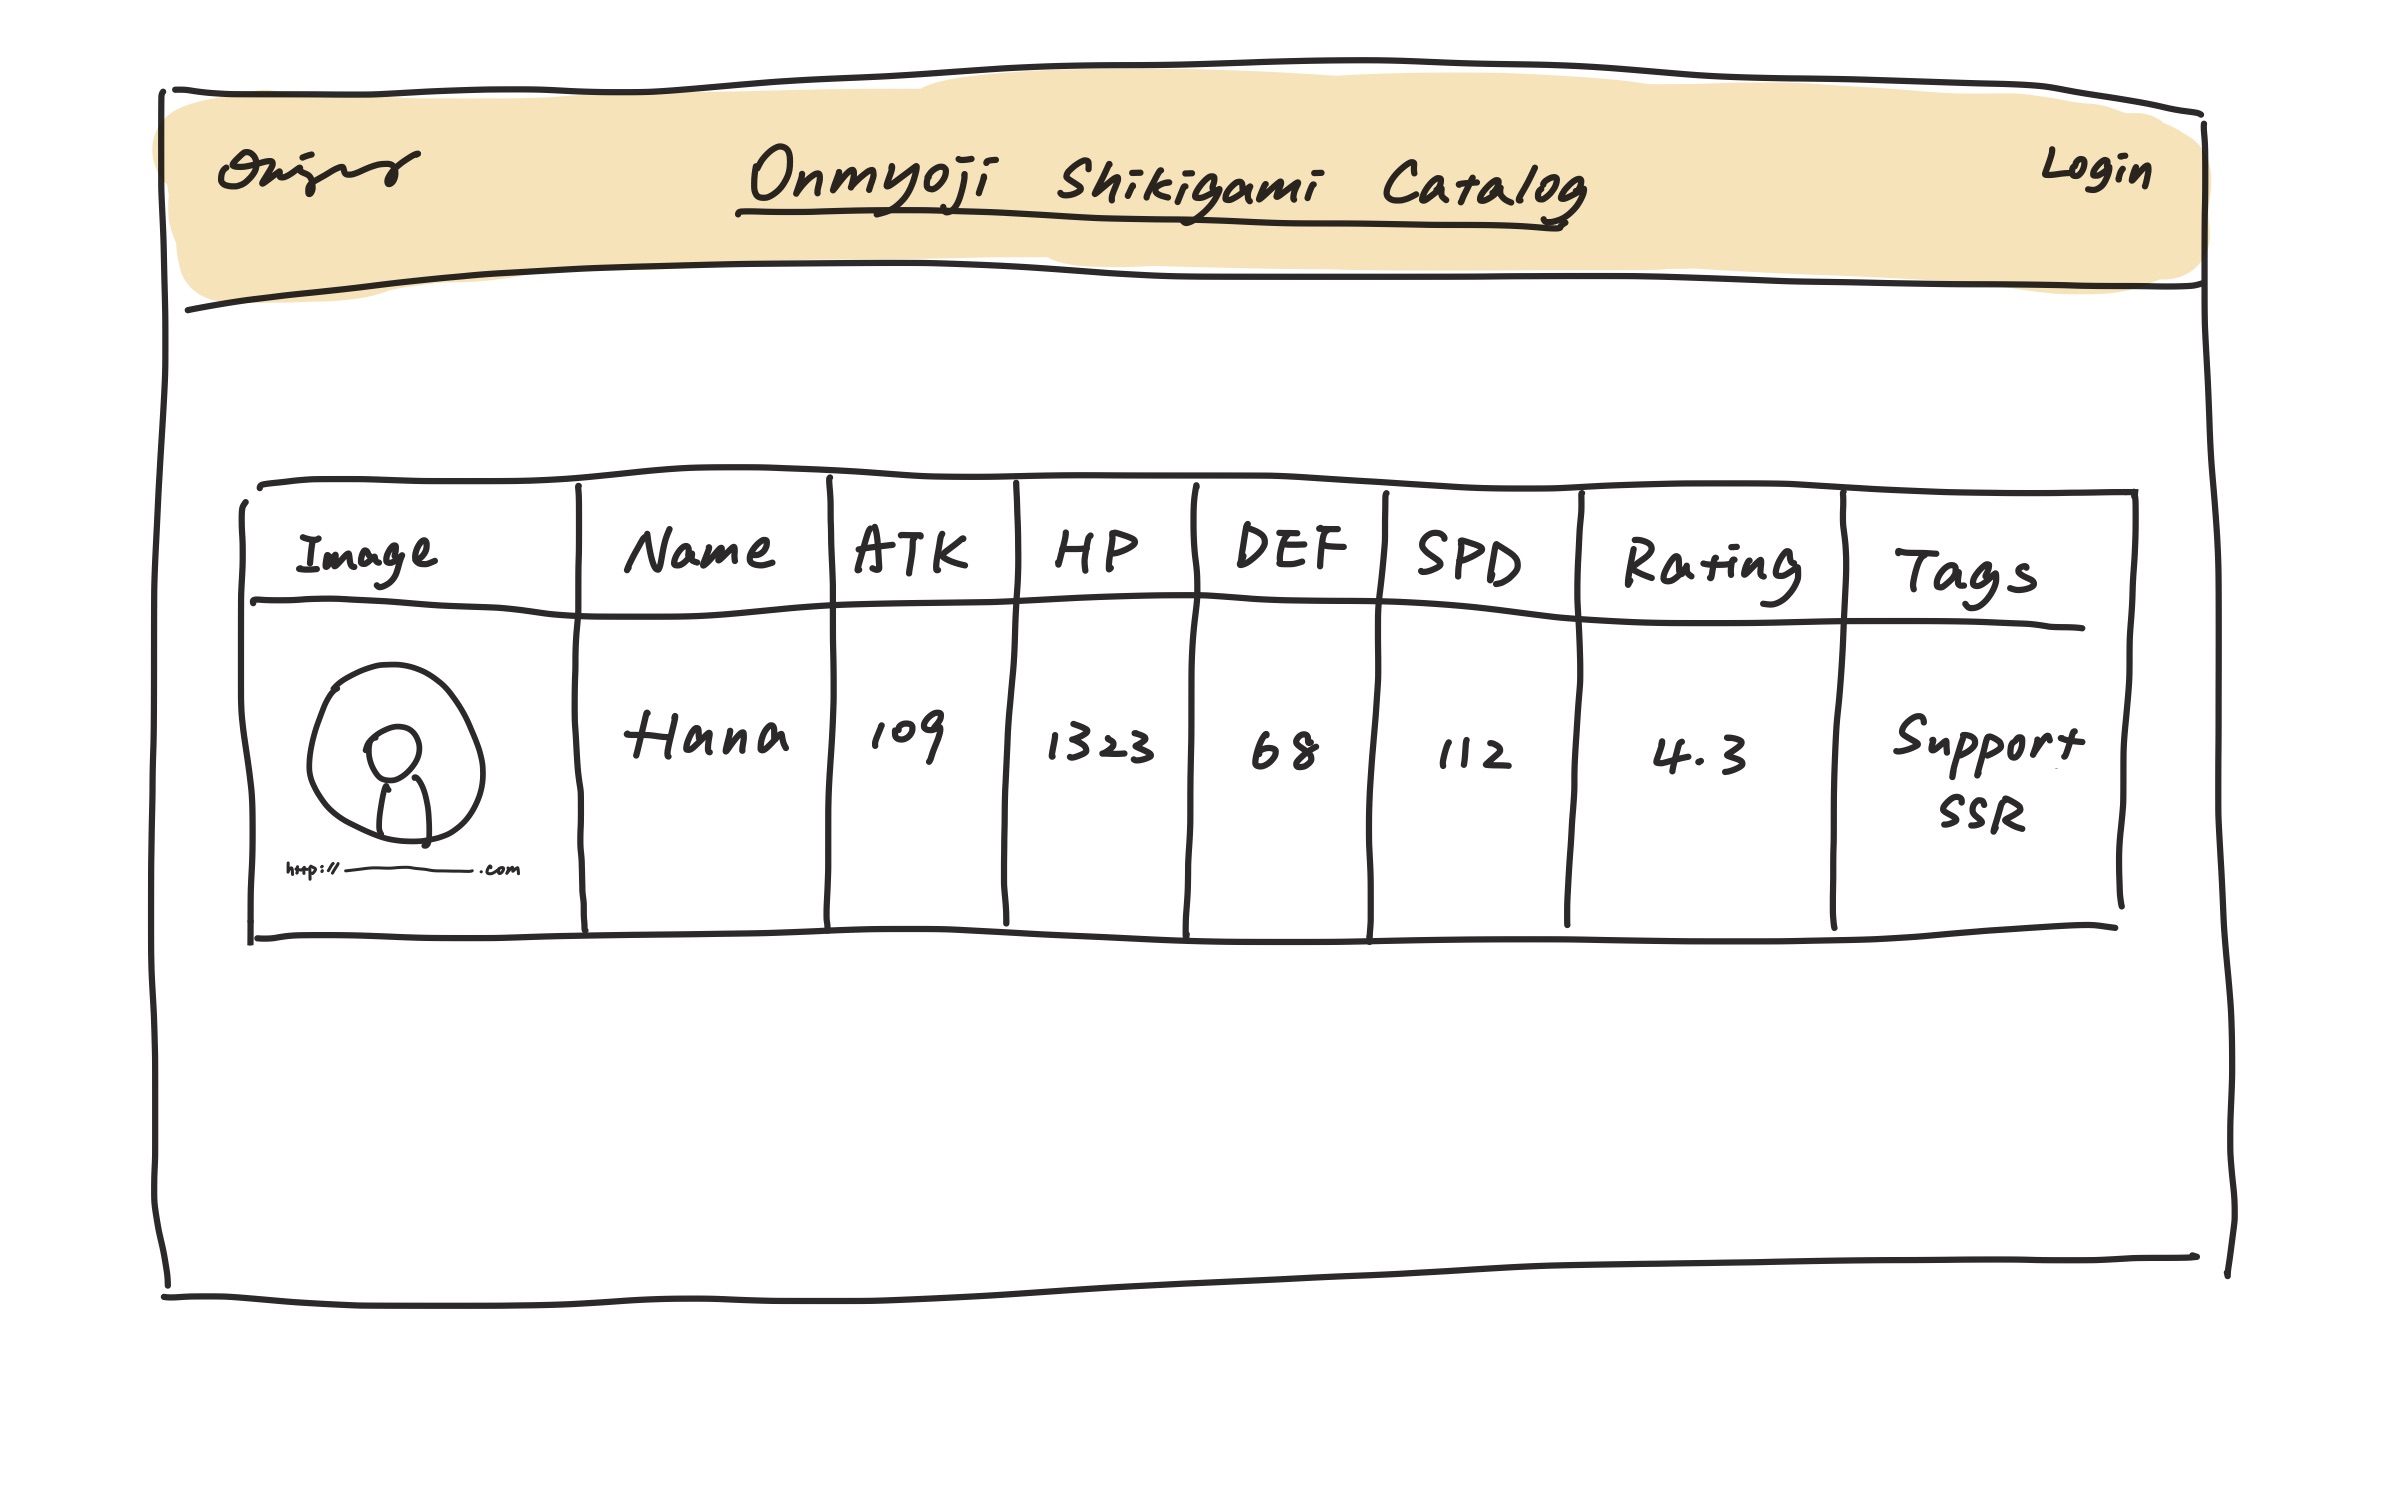 Onmyoji Shikigami Catalog
Login
Image Name ATK HP DEF SPD Rating Tags
Hana 109 1323 68 112 4.3 Support
SSR
http:// .com